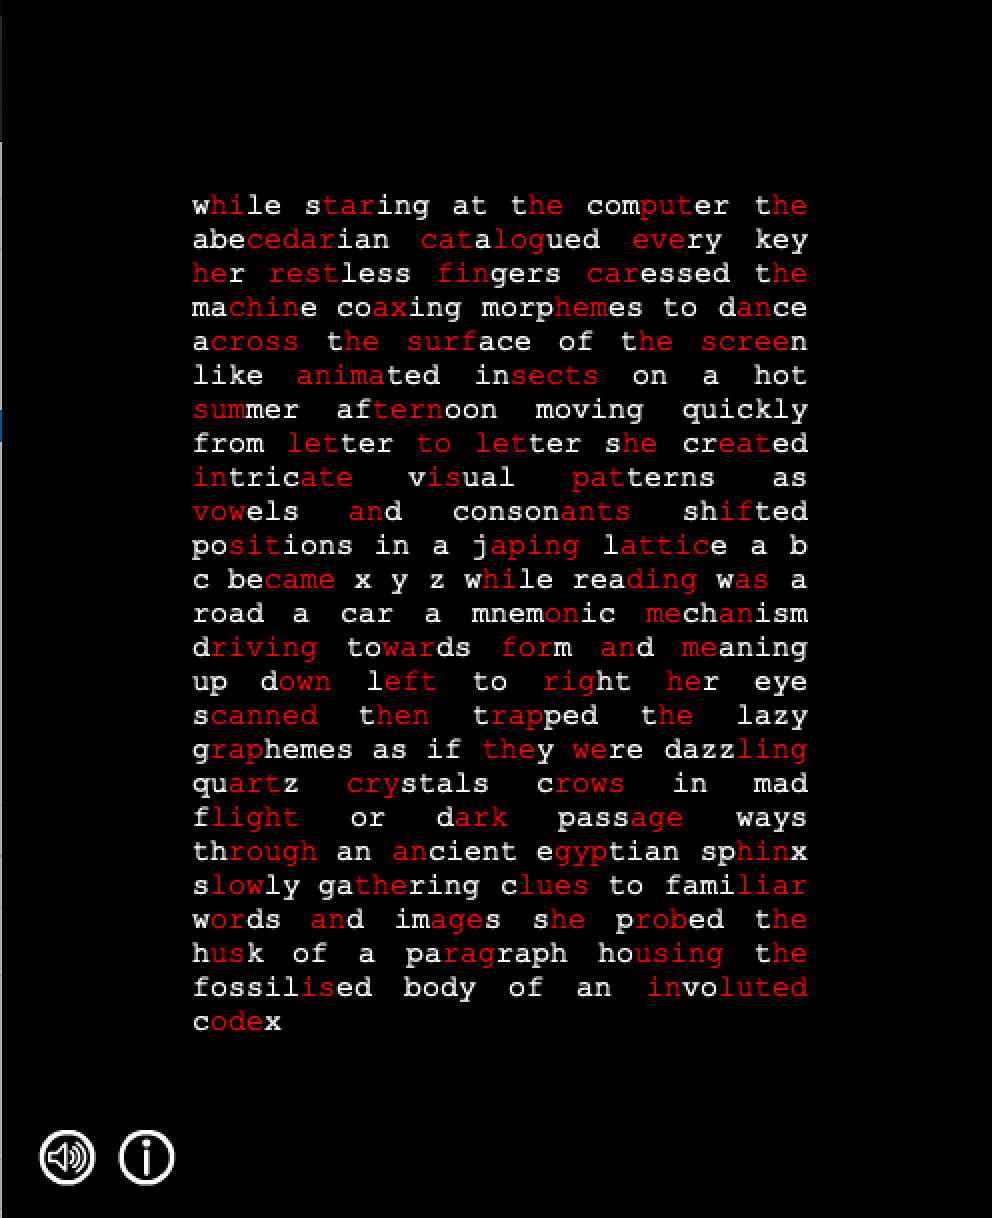 while staring at the computer the
abecedarian catalogued every key
her restless fingers caressed the
machine coaxing morphemes to dance
across the surface of the screen
like animated insects on a hot
summer afternoon moving quickly
from letter to letter she created
intricate visual patterns as
vowels and consonants shifted
positions in a japing lattice a b
c became x y z while reading was a
road a car a mnemonic mechanism
driving towards form and meaning
up down left to right her eye
scanned then trapped the lazy
graphemes as if they were dazzling
quartz crystals crows in mad
flight or dark passage ways
through an ancient egyptian sphinx
slowly gathering clues to familiar
words and images she probed the
husk of a paragraph housing the
fossilised body of an involuted
codex